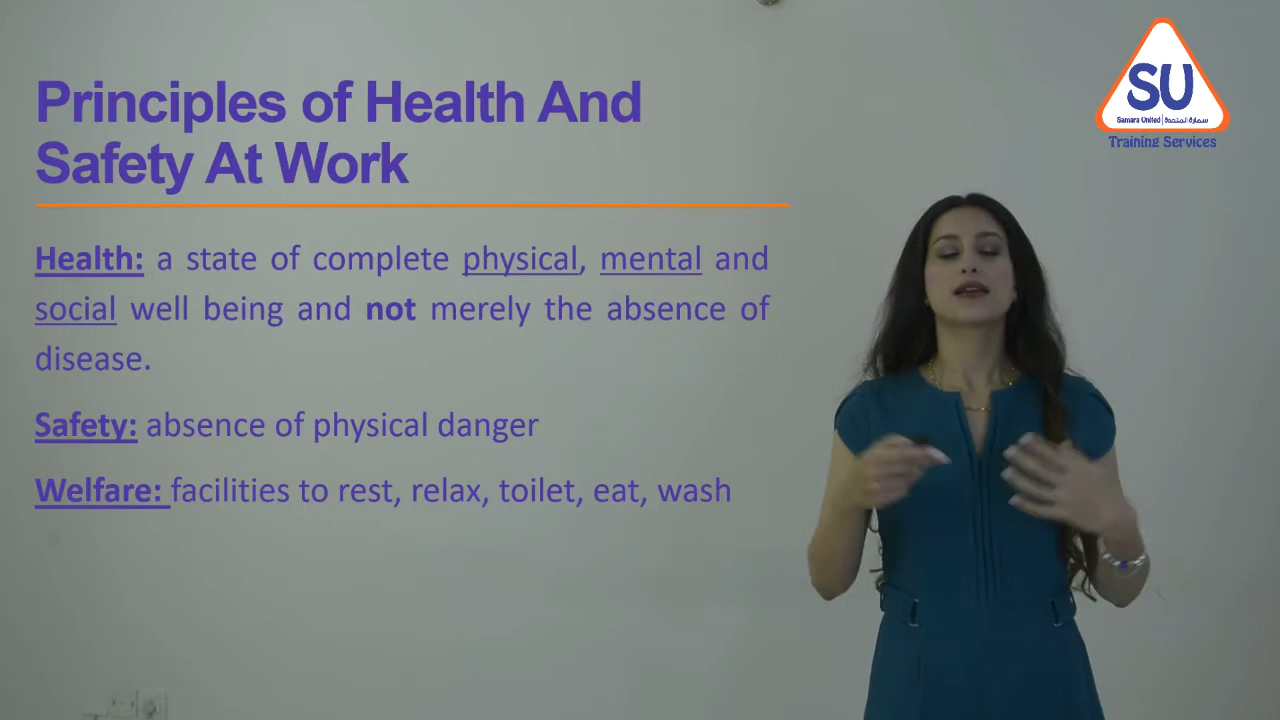 Principles of Health And
Safety At Work
Health: a state of complete physical, mental and
social well being and not merely the absence of
disease.
Safety: absence of physical danger
Welfare: facilities to rest, relax, toilet, eat, wash
SU
Samara United | سمارة المتحدة
Training Services